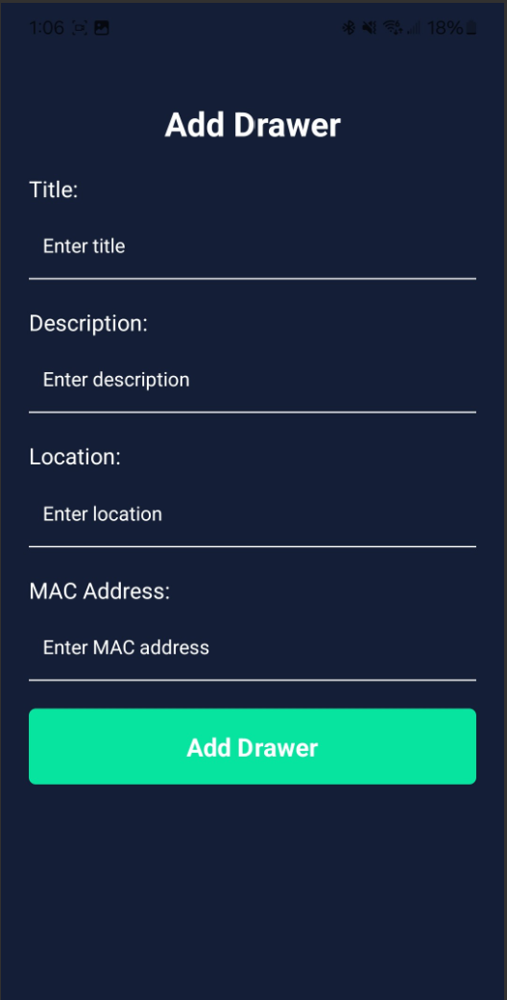 1:06 18%
Add Drawer
Title:
Enter title
Description:
Enter description
Location:
Enter location
MAC Address:
Enter MAC address
Add Drawer